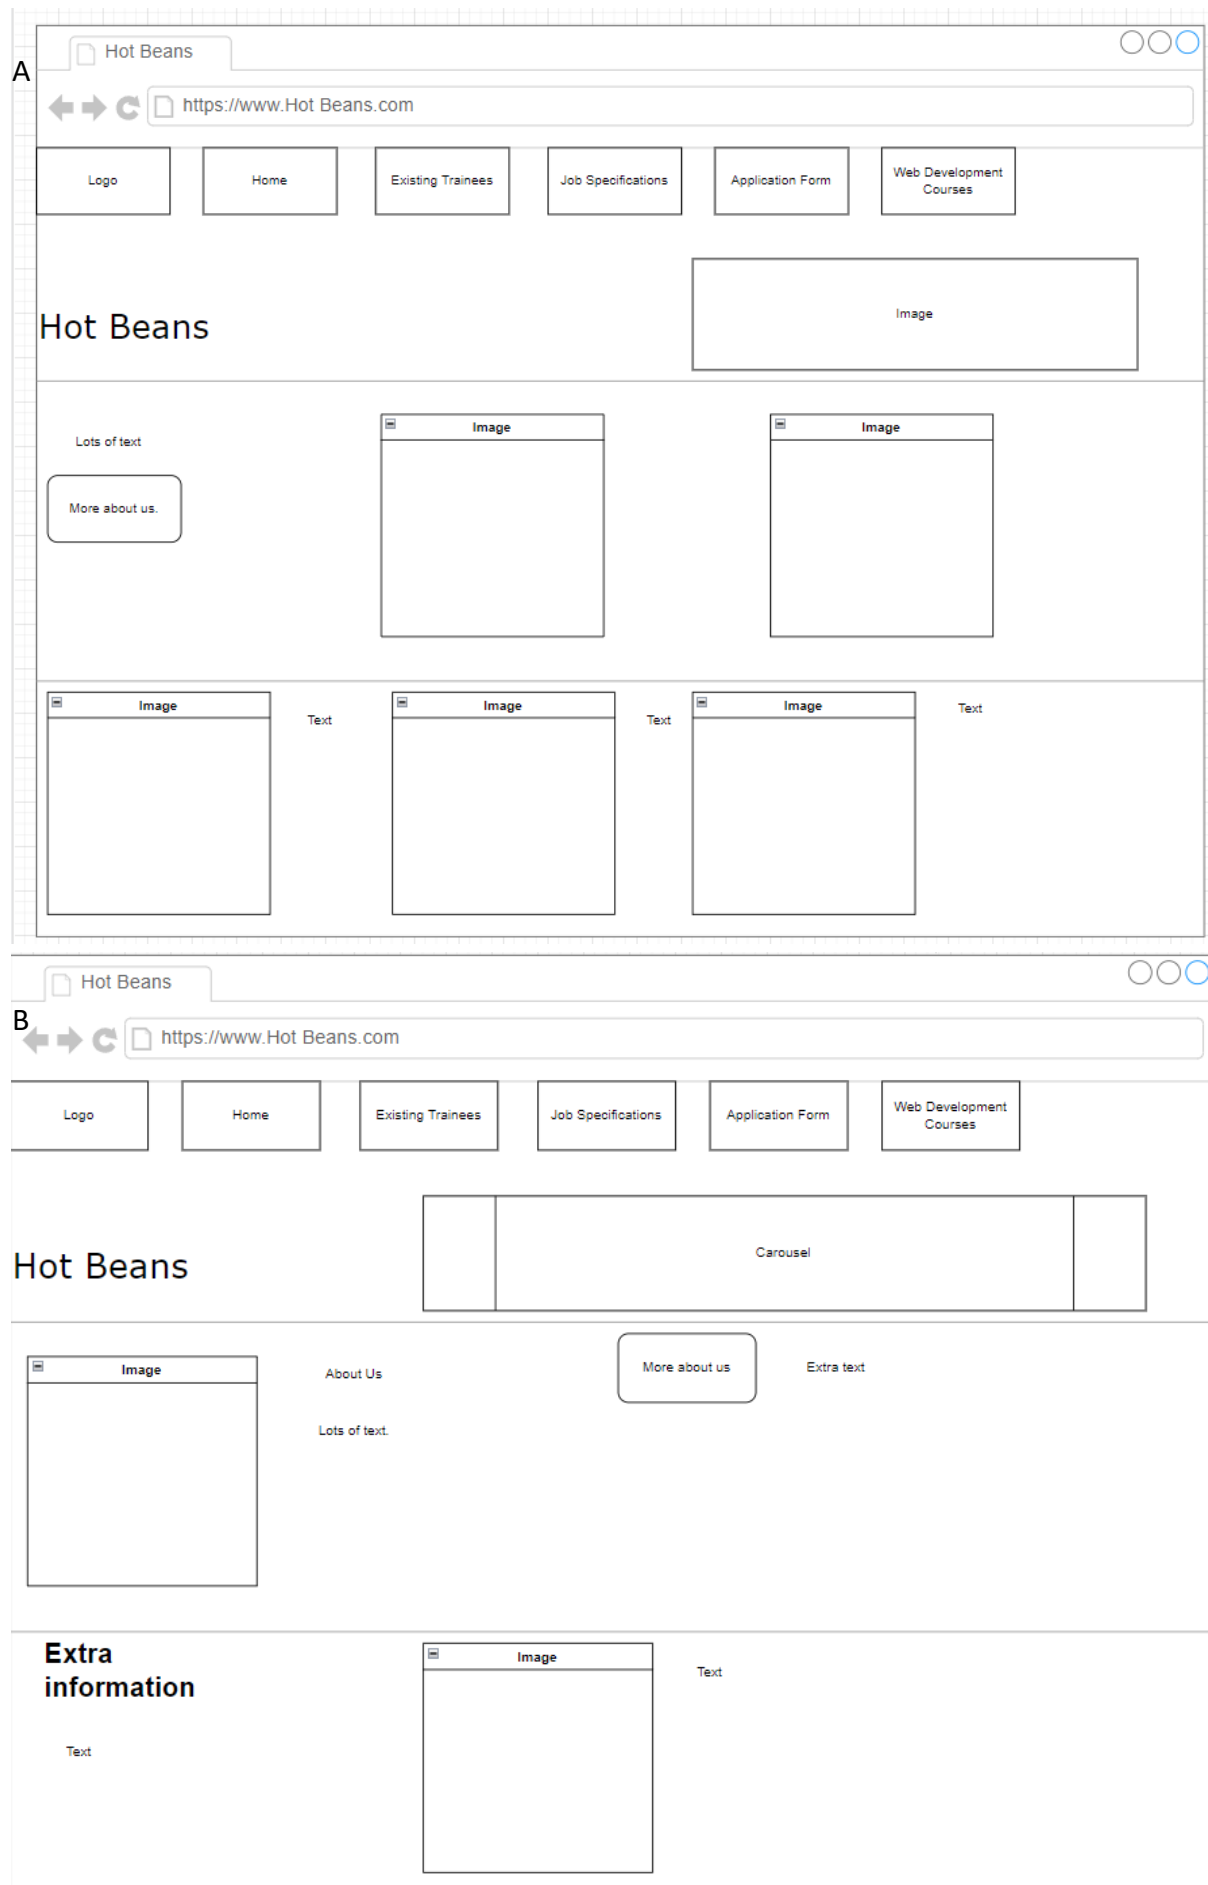 Hot Beans
A
https://www.Hot Beans.com
Logo
Home
Existing Trainees
Job Specifications
Application Form
Web Development
Courses
Image
Hot Beans
Lots of text
More about us.
Image
Image
Image
Text
Image
Text
Image
Text
Hot Beans
B
https://www.Hot Beans.com
Logo
Home
Existing Trainees
Job Specifications
Application Form
Web Development
Courses
Carousel
Hot Beans
Image
About Us
Lots of text.
More about us
Extra text
Extra
information
Text
Image
Text